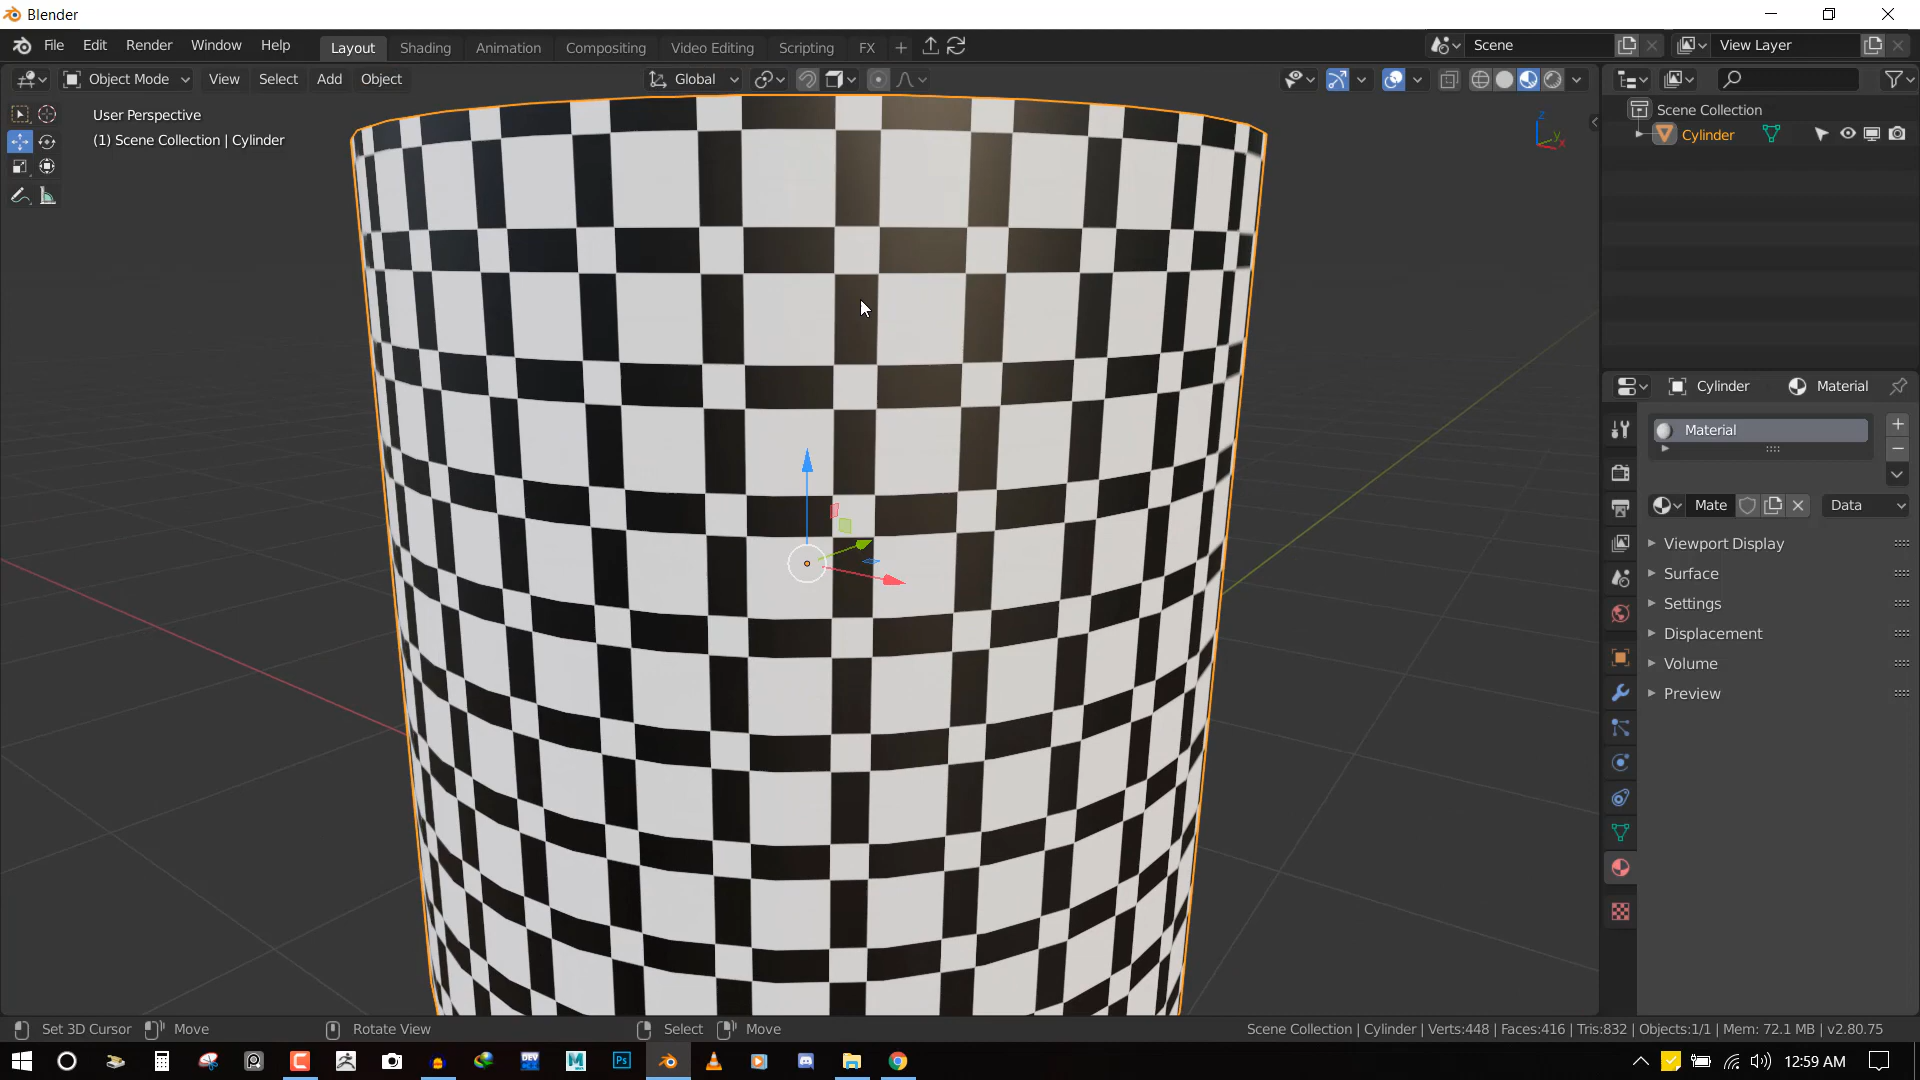 Blender
File Edit Render Window Help Layout Shading Animation Compositing Texture Video Editing Scripting FX Scene View Layer
Object Mode View Select Add Object Global
User Perspective
(1) Scene Collection | Cylinder
Z
Y
X
Scene Collection
Cylinder
Cylinder Material
Material
Mate Data
Viewport Display
Surface
Settings
Displacement
Volume
Preview
Set 3D Cursor Move Rotate View Select Move Scene Collection | Cylinder | Verts:448 | Faces:416 | Tris:832 | Objects:1/1 | Mem: 72.1 MB | v2.80.75
DEV
M
Ps
12:59 AM